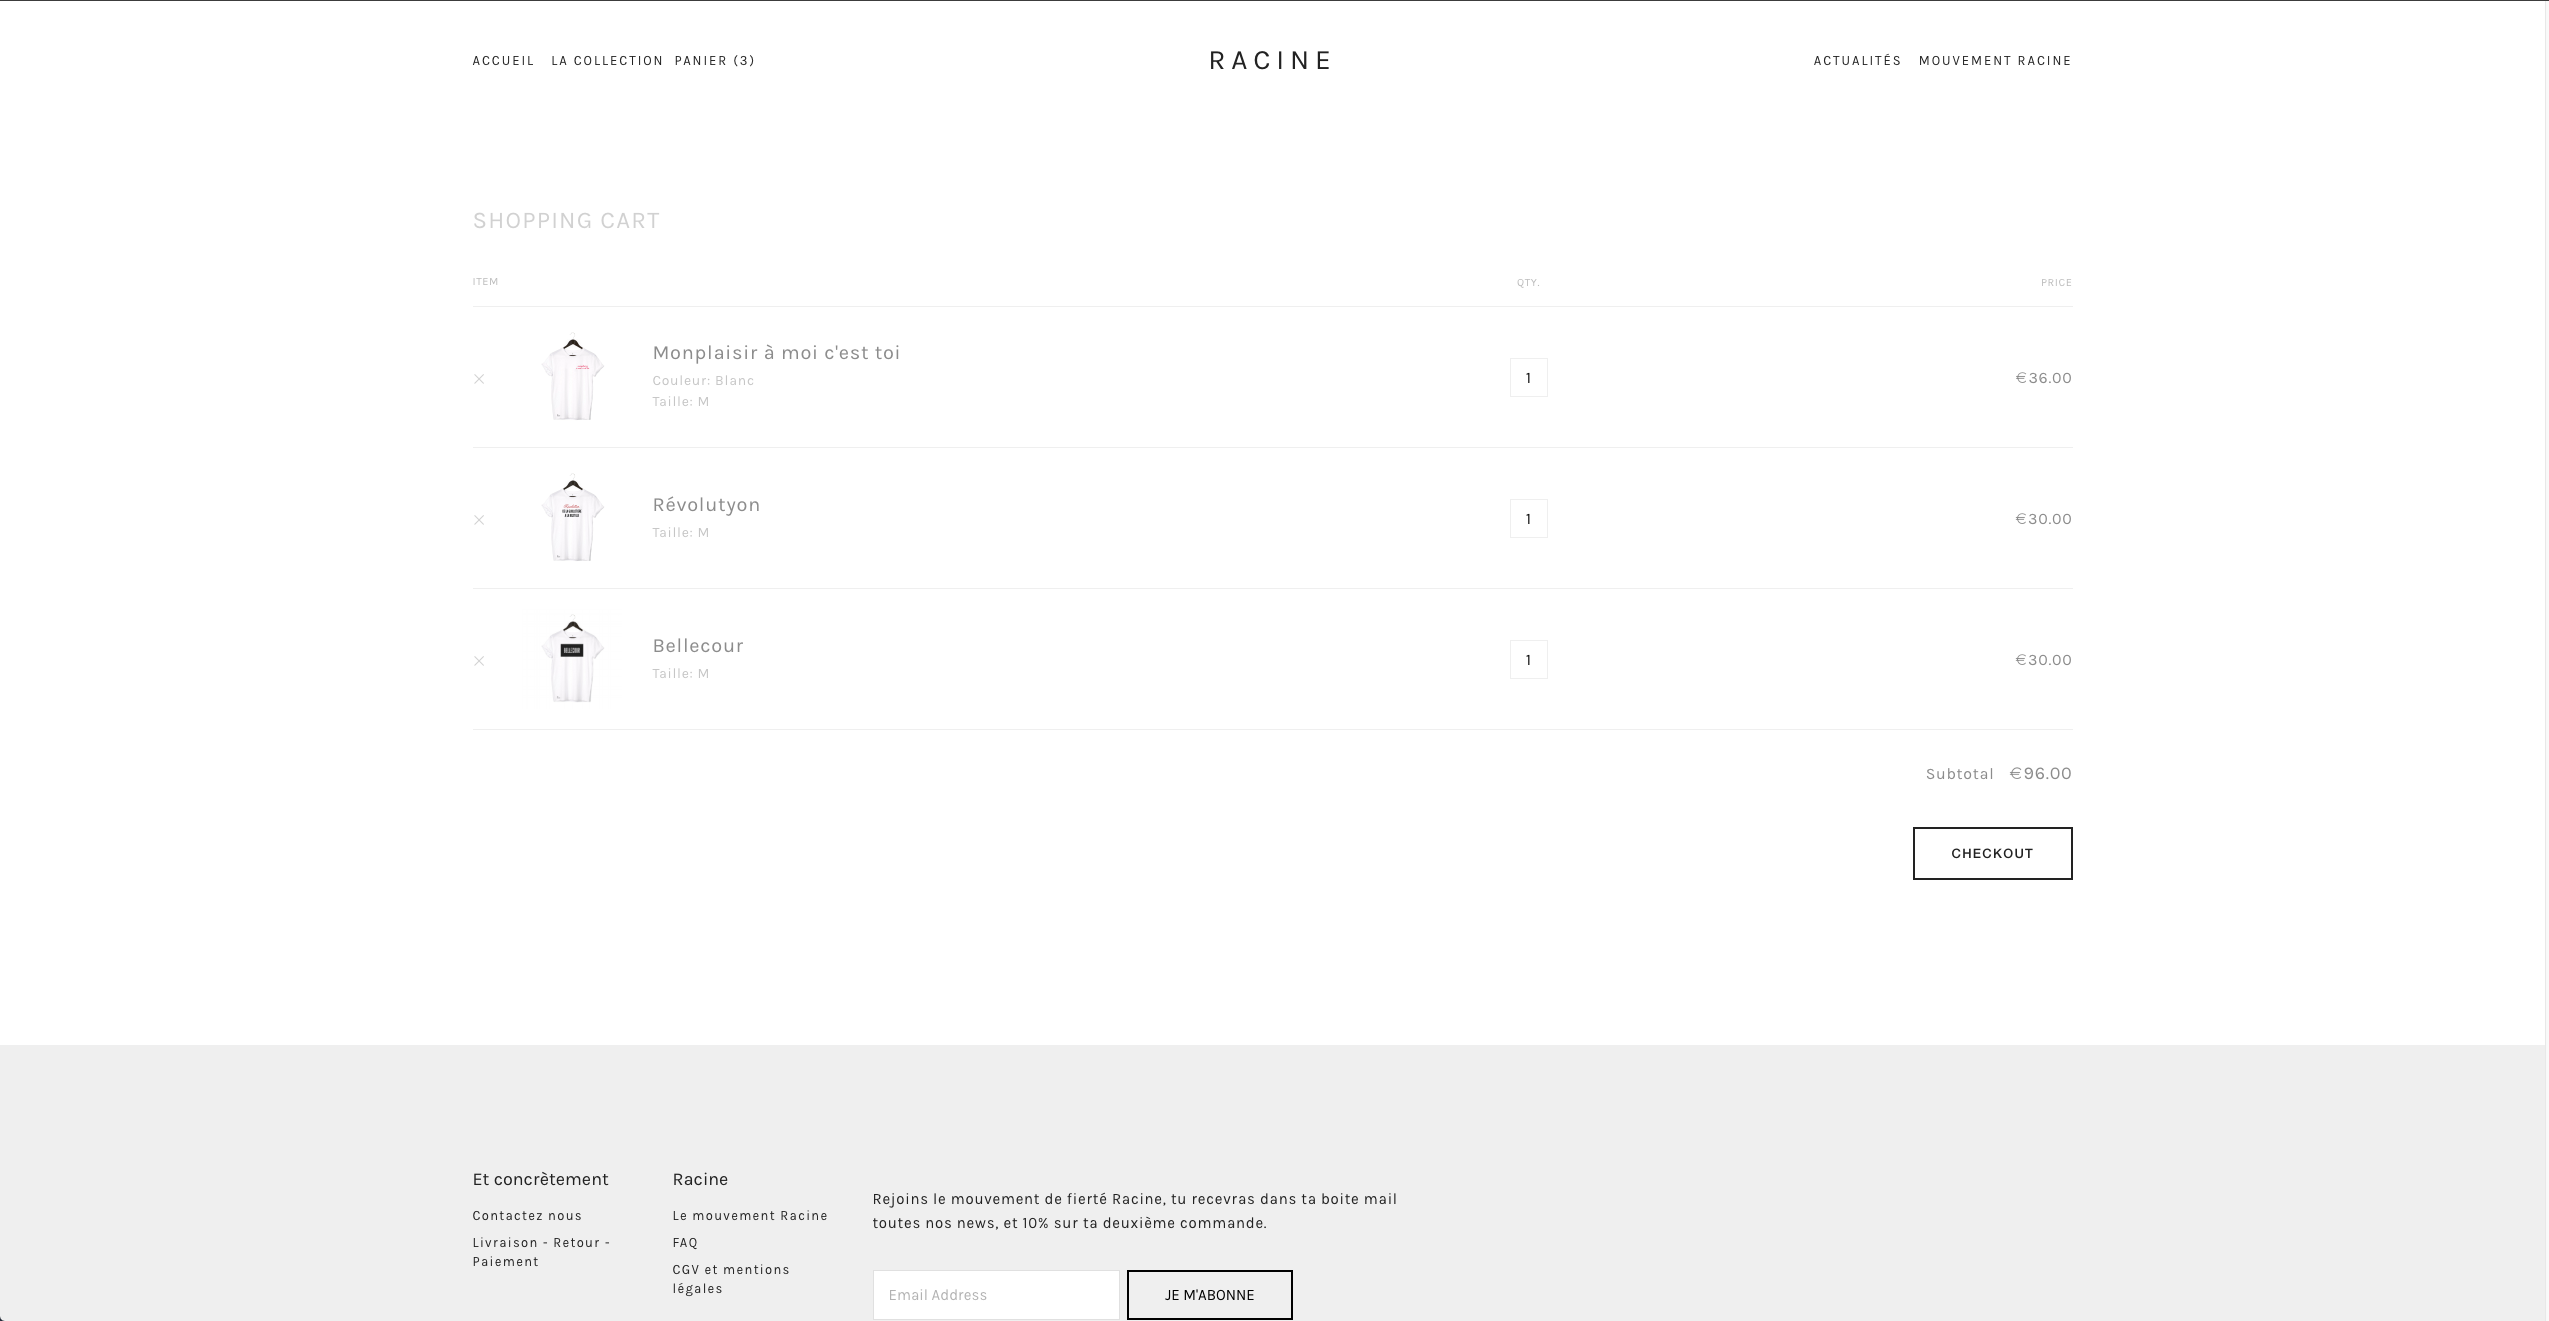 ACCUEIL LA COLLECTION PANIER (3)
RACINE
ACTUALITÉS MOUVEMENT RACINE
SHOPPING CART
ITEM QTY. PRICE
Monplaisir à moi c'est toi
Couleur: Blanc
Taille: M
1
€36.00
Révolutyon
Taille: M
1
€30.00
BELLECOUR
Bellecour
Taille: M
1
€30.00
Subtotal €96.00
CHECKOUT
Et concrètement
Contactez nous
Livraison - Retour -
Paiement
Racine
Le mouvement Racine
FAQ
CGV et mentions
légales
Rejoins le mouvement de fierté Racine, tu recevras dans ta boite mail
toutes nos news, et 10% sur ta deuxième commande.
Email Address
JE M'ABONNE